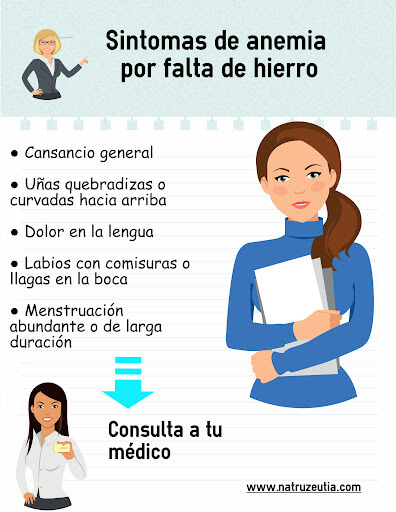 Sintomas de anemia
por falta de hierro
● Cansancio general
● Uñas quebradizas o
curvadas hacia arriba
● Dolor en la lengua
● Labios con comisuras o
llagas en la boca
● Menstruación
abundante o de larga
duración
Consulta a tu
médico
www.natruzeutia.com